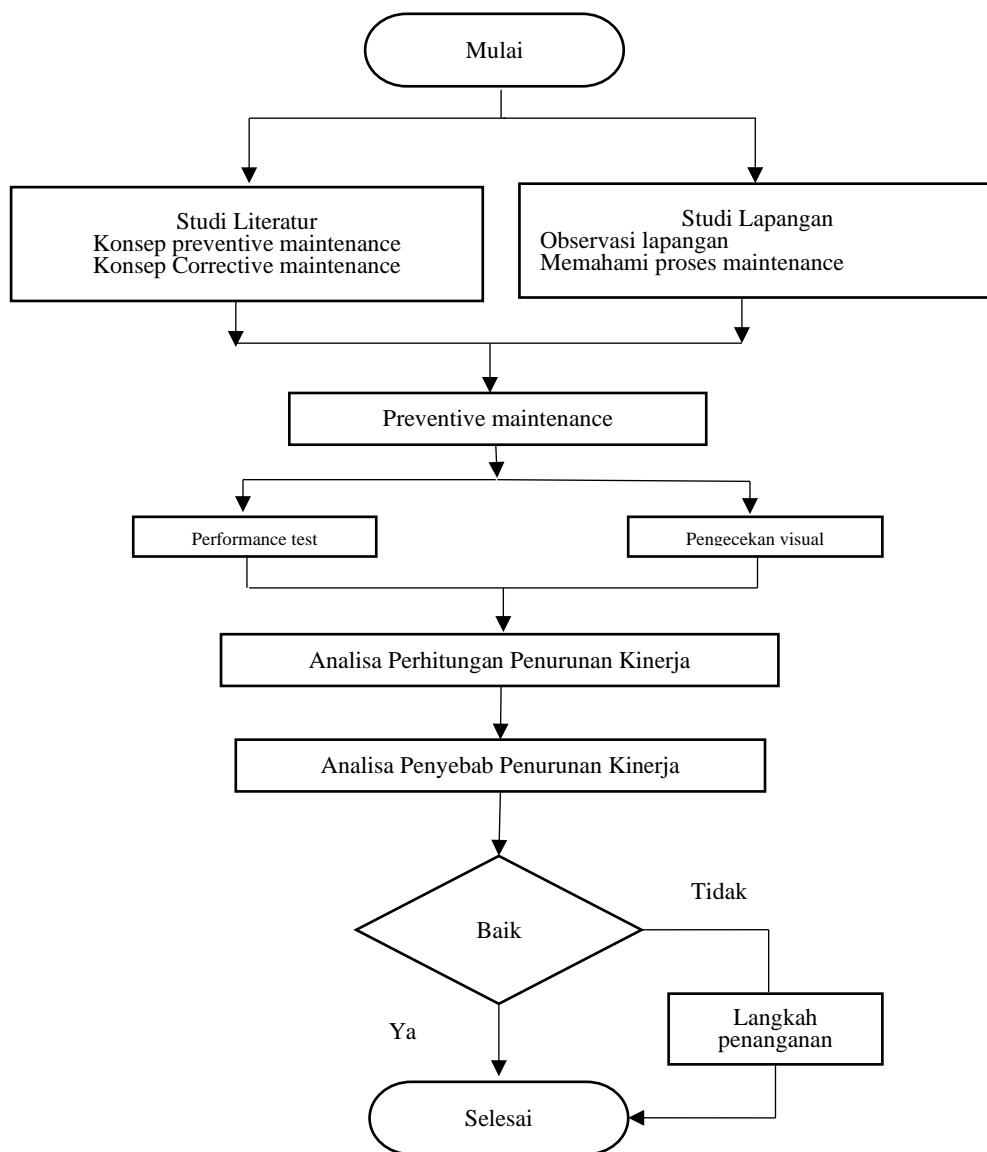 Mulai
Studi Literatur
Konsep preventive maintenance
Konsep Corrective maintenance
Studi Lapangan
Observasi lapangan
Memahami proses maintenance
Preventive maintenance
Performance test
Pengecekan visual
Analisa Perhitungan Penurunan Kinerja
Analisa Penyebab Penurunan Kinerja
Baik
Tidak
Ya
Langkah
penanganan
Selesai